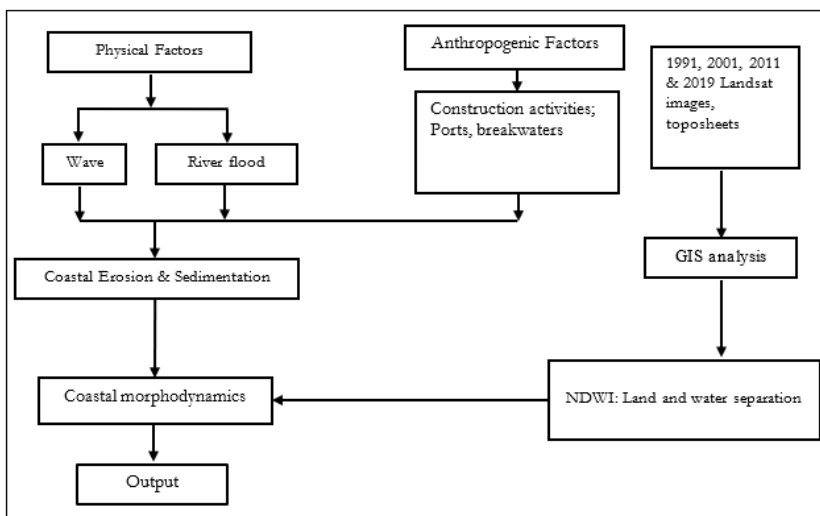 Physical Factors
Anthropogenic Factors
1991, 2001, 2011
& 2019 Landsat
images,
toposheets
Construction activities;
Ports, breakwaters
Wave
River flood
GIS analysis
Coastal Erosion & Sedimentation
Coastal morphodynamics
NDWI: Land and water separation
Output